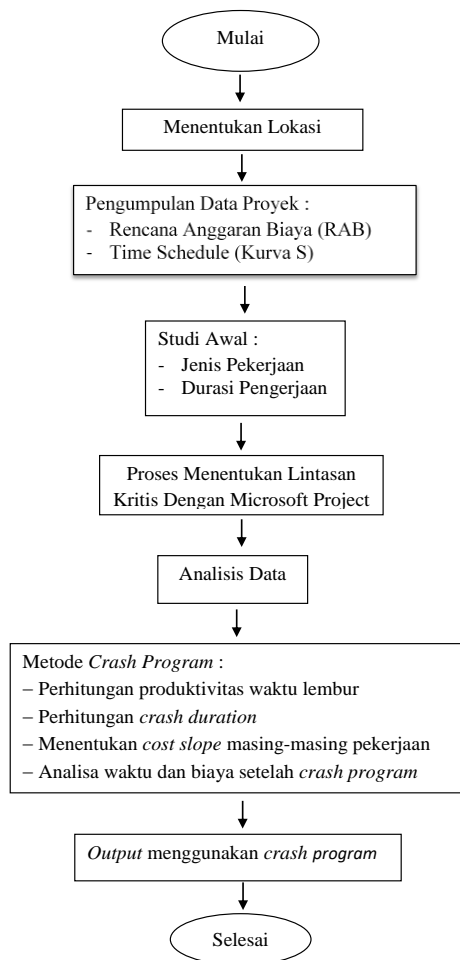 Mulai
Menentukan Lokasi
Pengumpulan Data Proyek :
- Rencana Anggaran Biaya (RAB)
- Time Schedule (Kurva S)
Studi Awal :
- Jenis Pekerjaan
- Durasi Pengerjaan
Proses Menentukan Lintasan
Kritis Dengan Microsoft Project
Analisis Data
Metode Crash Program :
– Perhitungan produktivitas waktu lembur
– Perhitungan crash duration
– Menentukan cost slope masing-masing pekerjaan
– Analisa waktu dan biaya setelah crash program
Output menggunakan crash program
Selesai